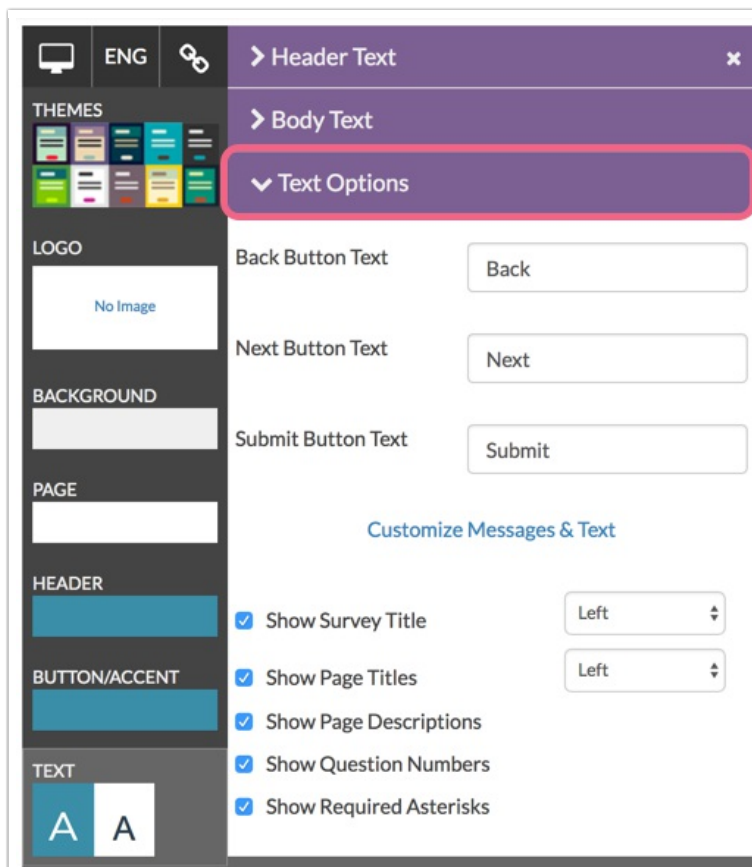 ENG
THEMES
LOGO
No Image
BACKGROUND
PAGE
HEADER
BUTTON/ACCENT
TEXT
A A
Header Text
Body Text
Text Options
Back Button Text
Back
Next Button Text
Next
Submit Button Text
Submit
Customize Messages & Text
Show Survey Title
Left
Show Page Titles
Left
Show Page Descriptions
Show Question Numbers
Show Required Asterisks